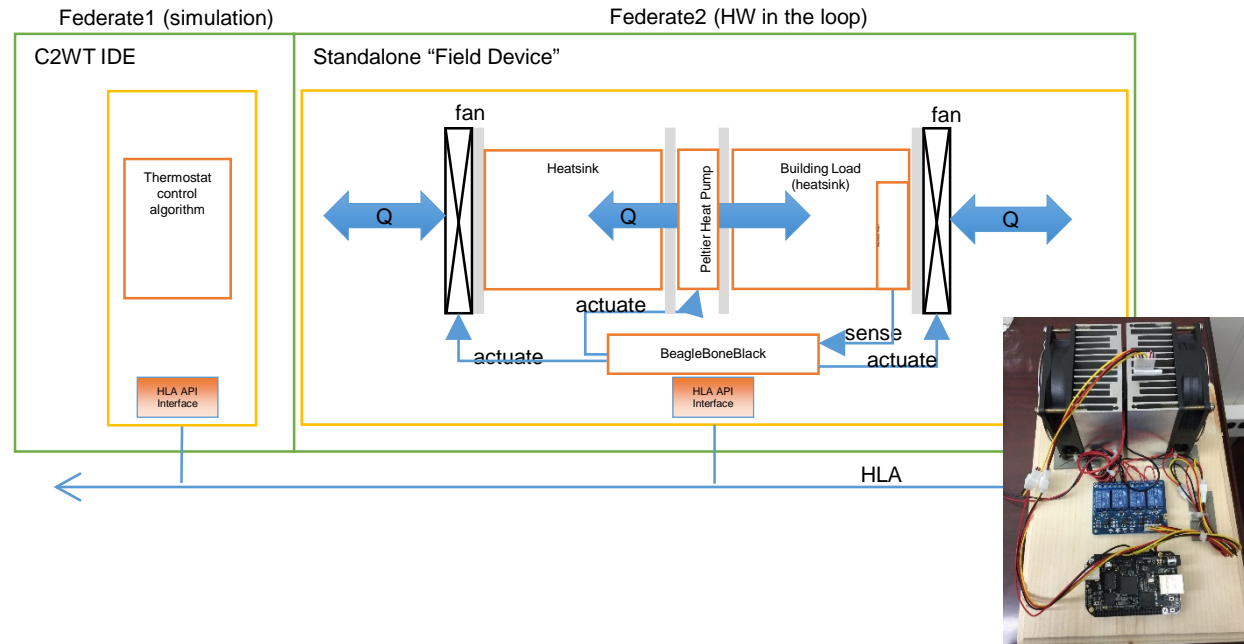 Federate1 (simulation)
Federate2 (HW in the loop)
C2WT IDE
Standalone “Field Device”
fan
fan
Thermostat
control
algorithm
Heatsink
Peltier Heat Pump
Building Load
(heatsink)
Q
Q
Q
actuate
sense
actuate
actuate
BeagleBoneBlack
HLA API
Interface
HLA API
Interface
HLA